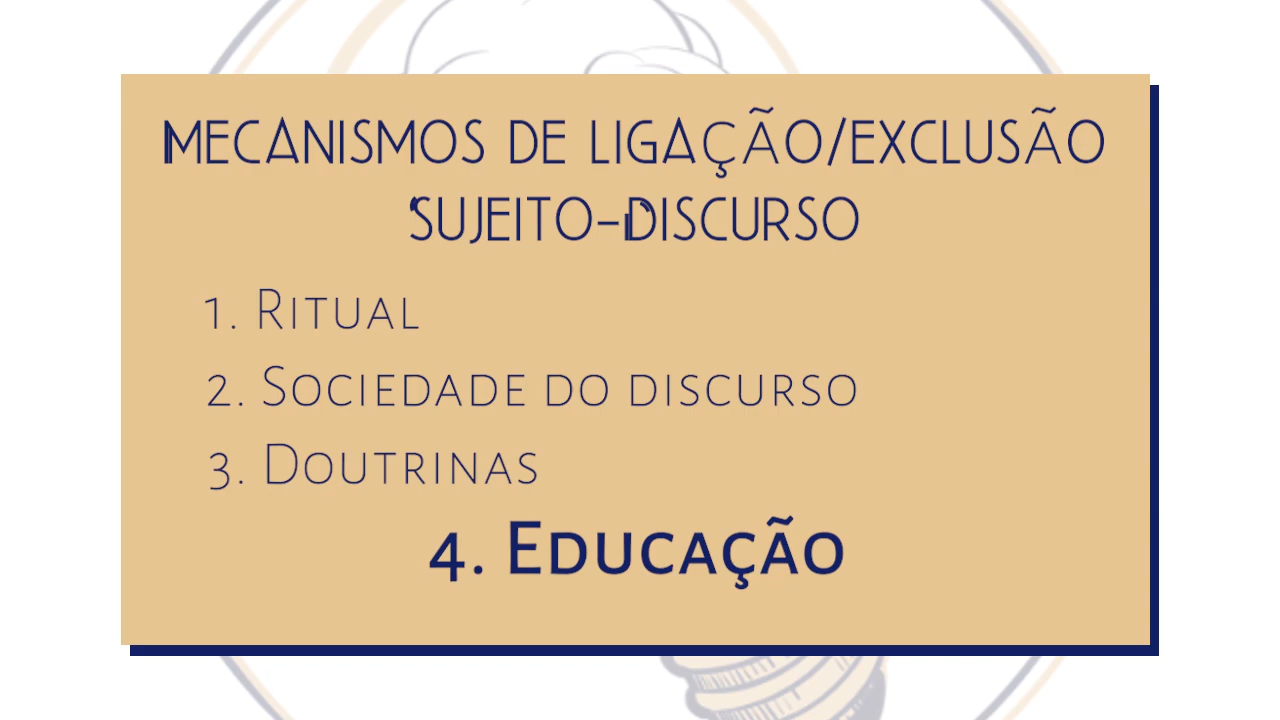 MECANISMOS DE LIGAÇÃO/EXCLUSÃO
SUJEITO-DISCURSO
1. RITUAL
2. SOCIEDADE DO DISCURSO
3. DOUTRINAS
4. EDUCAÇÃO